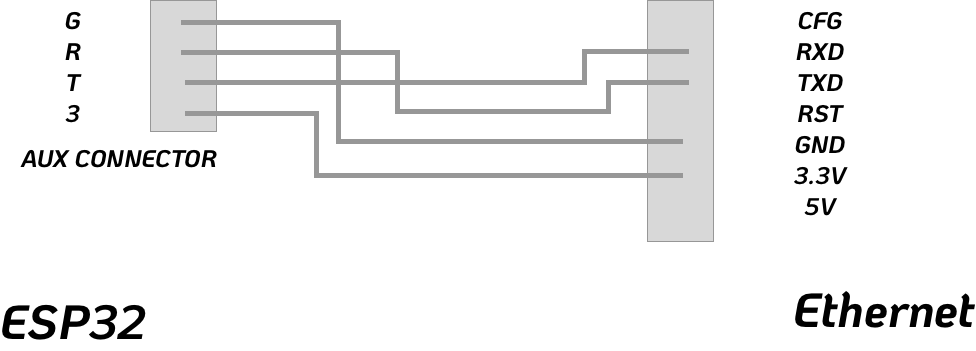 G
R
T
3
AUX CONNECTOR
CFG
RXD
TXD
RST
GND
3.3V
5V
ESP32
Ethernet